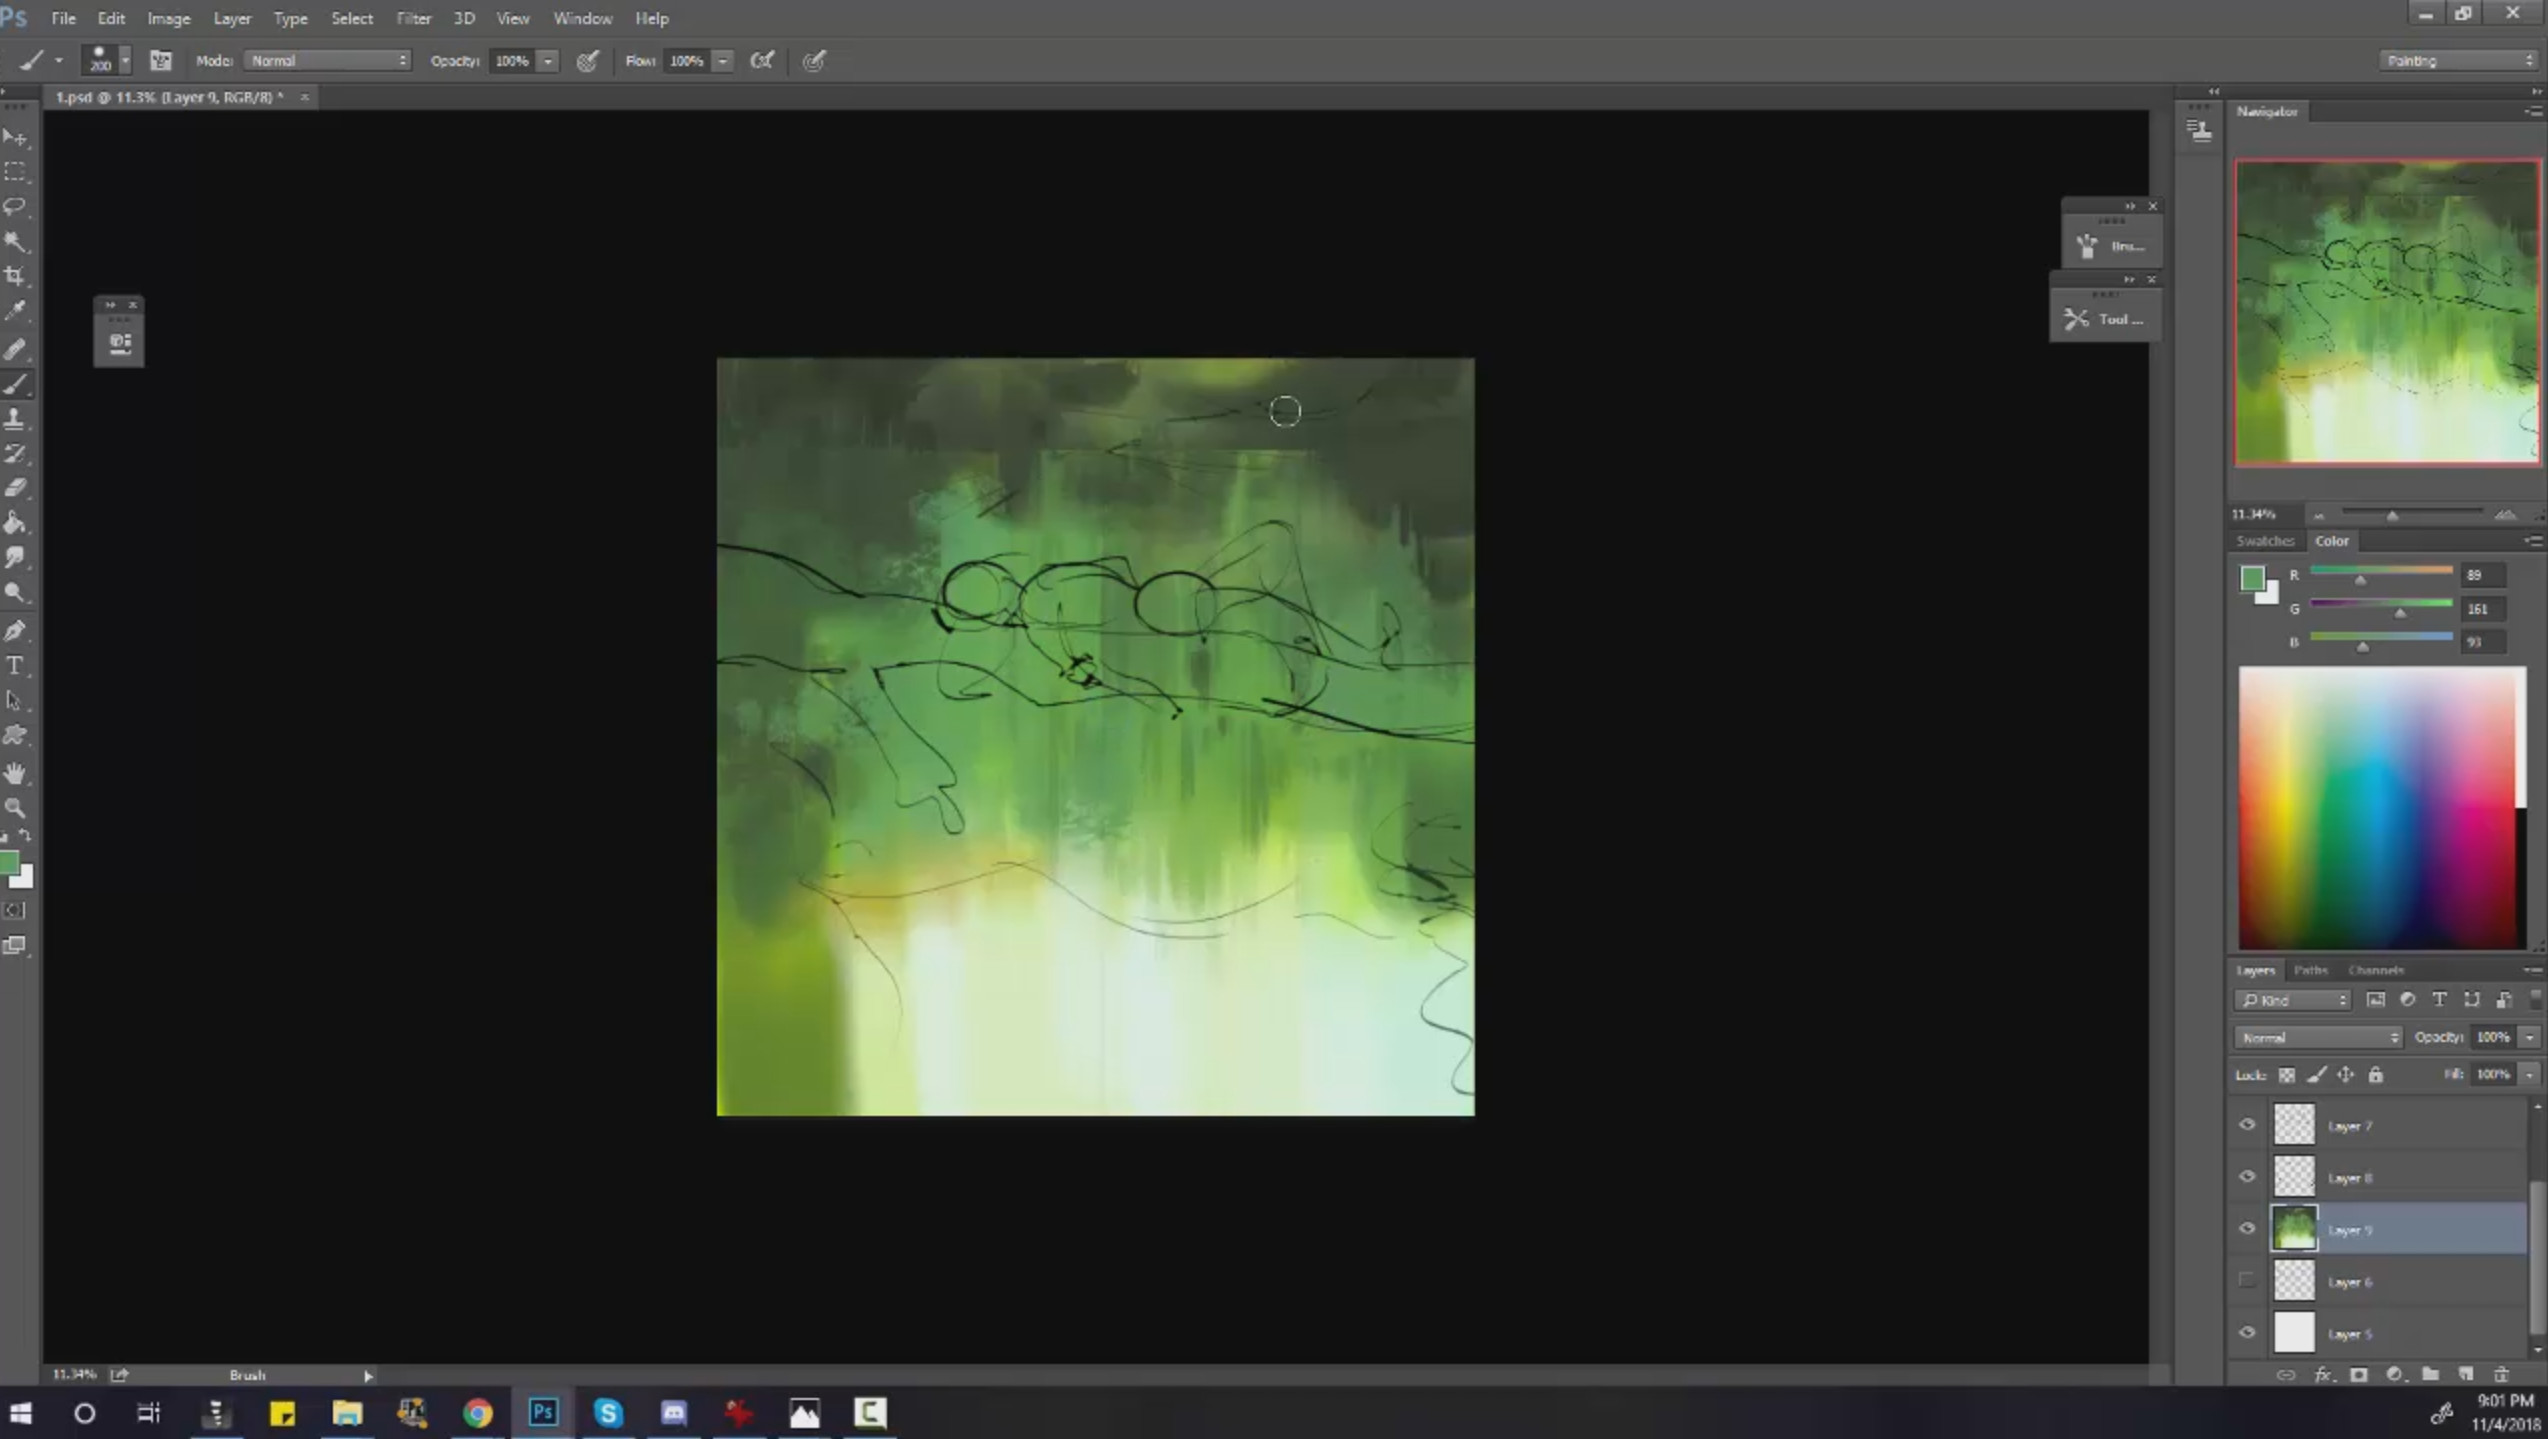 Ps File Edit Image Layer Type Select Filter 3D View Window Help
200 Mode: Normal Opacity: 100% Flow: 100% Painting
1.psd @ 11.3% (Layer 9, RGB/8) *
Navigator
Bru...
Tool ...
11.34%
Swatches Color
R 89
G 161
B 93
Layers Paths Channels
Kind
Normal Opacity: 100%
Lock: Fill: 100%
Layer 7
Layer 8
Layer 9
Layer 6
Layer 5
11.34% Brush
Ps
9:01 PM
11/4/2018